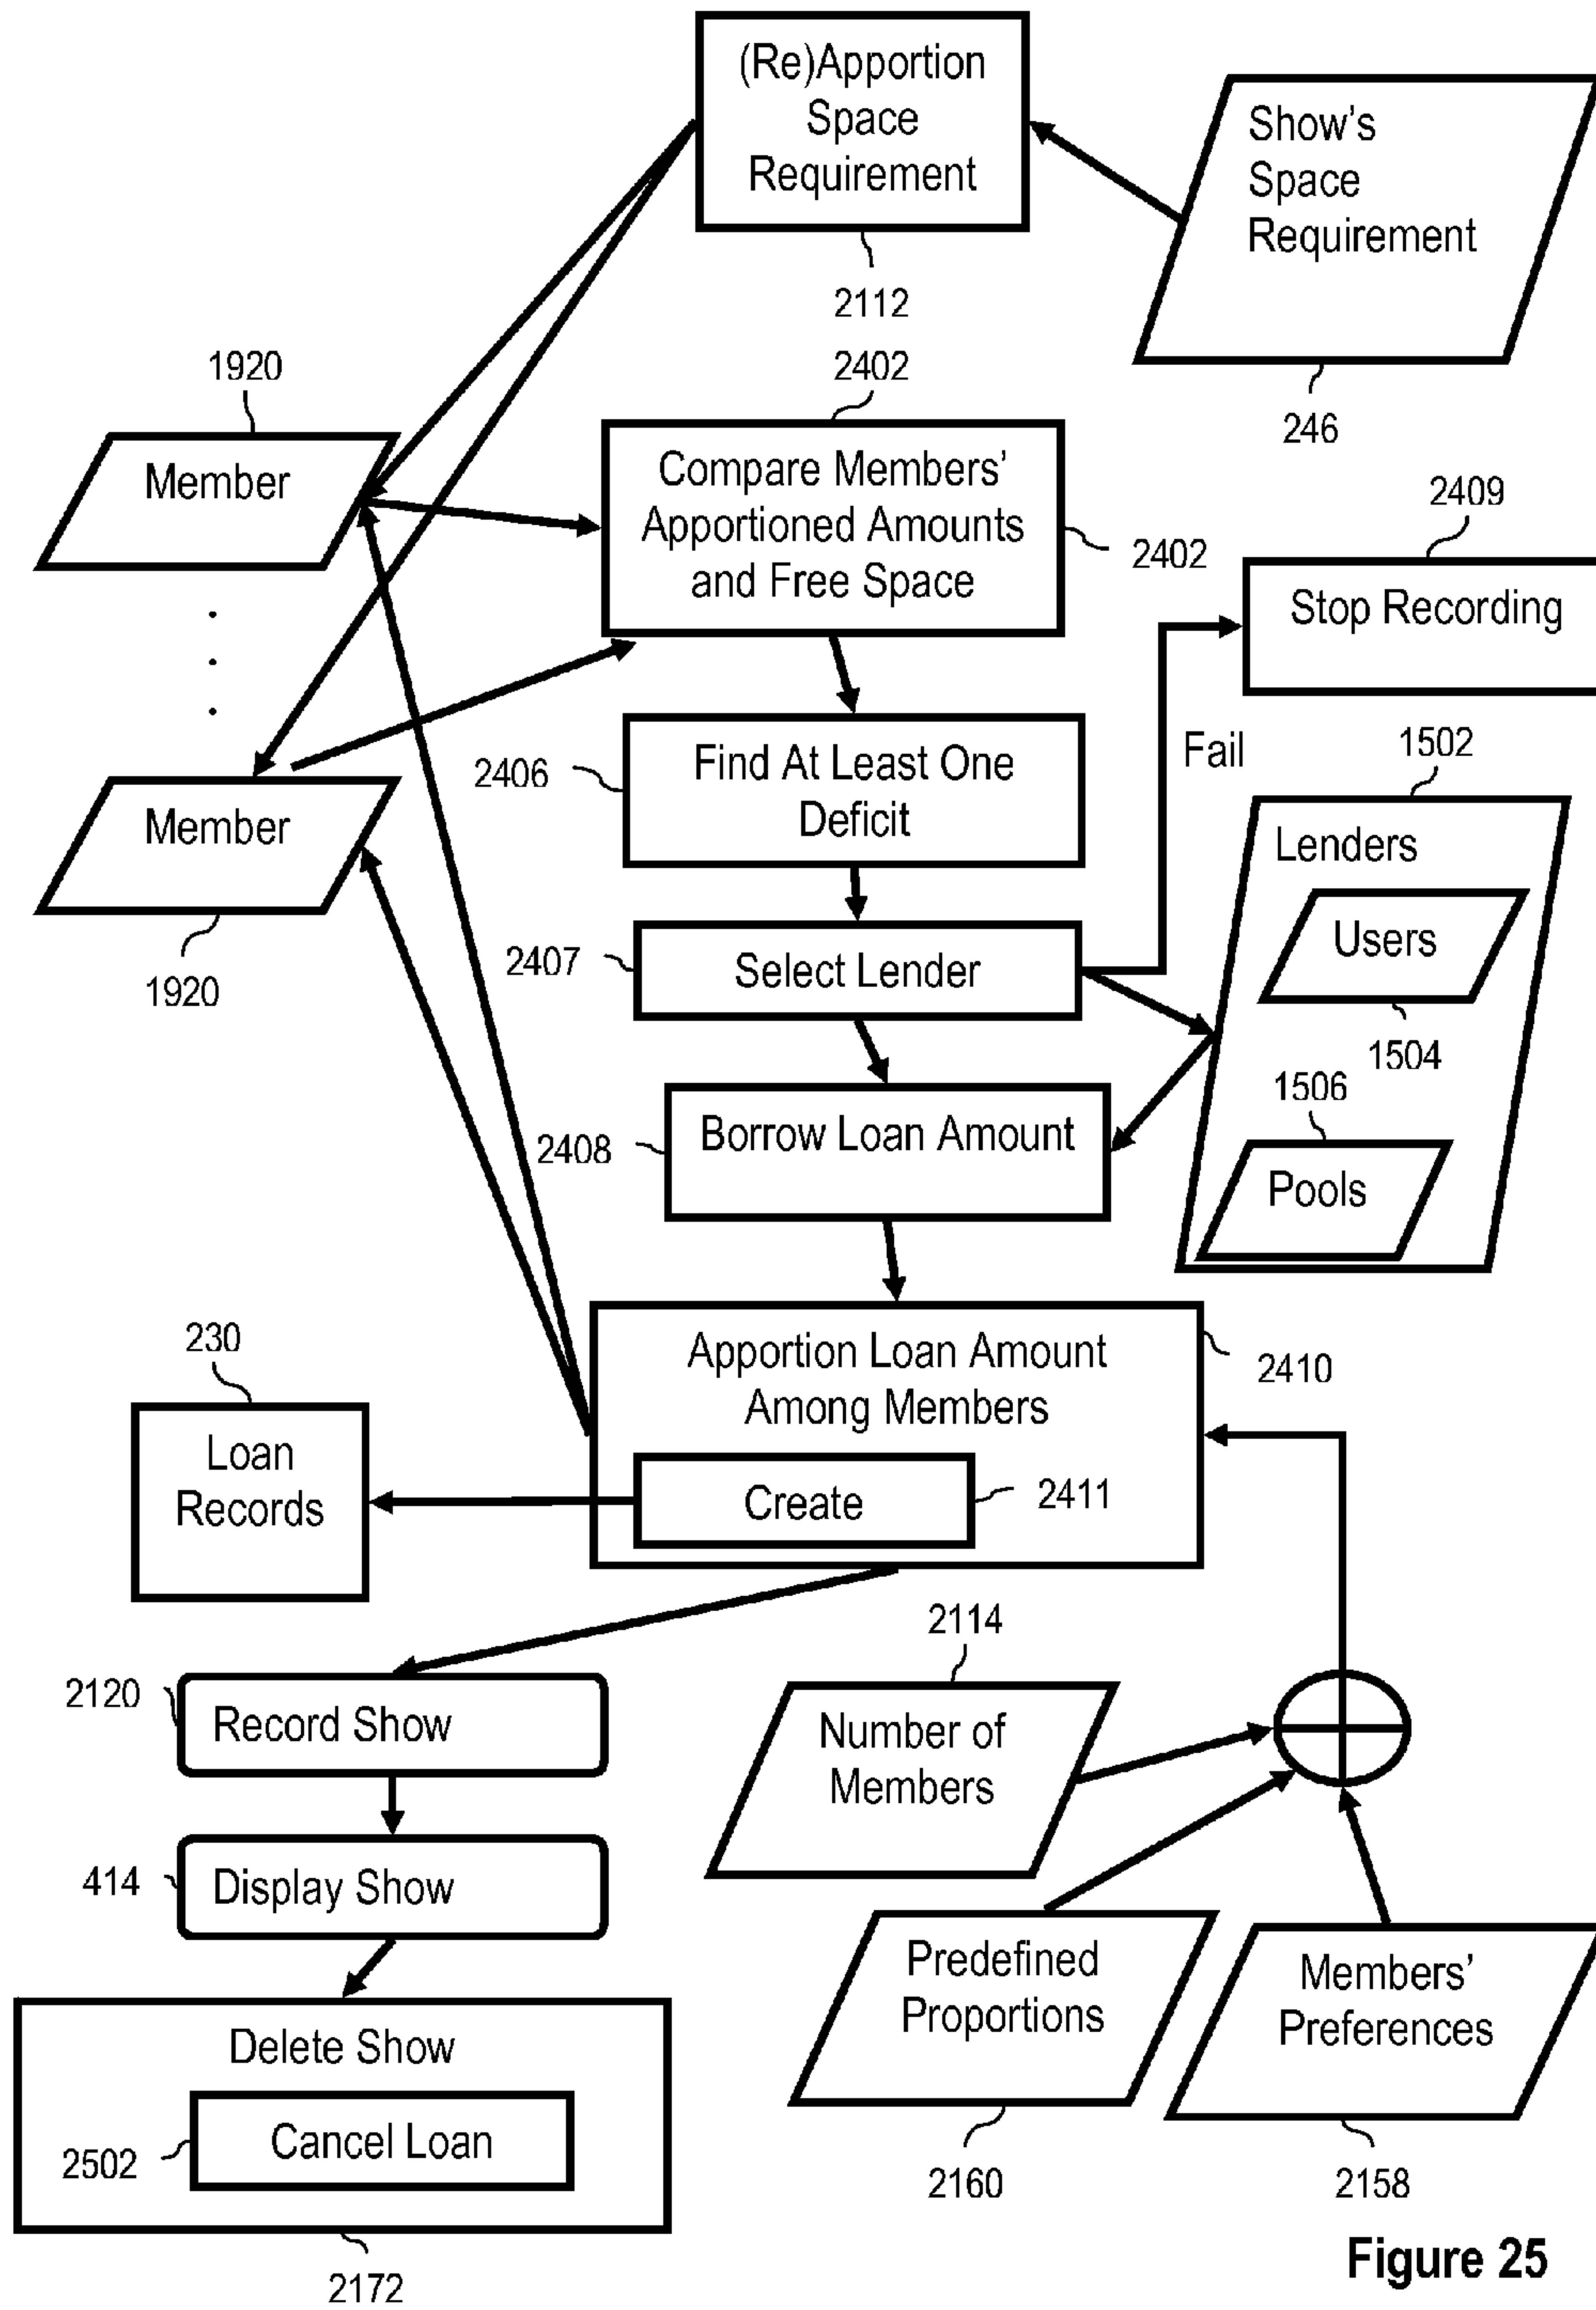 (Re)Apportion
Space
Requirement
2112
Show's
Space
Requirement
246
1920
Member
2402
Compare Members'
Apportioned Amounts
and Free Space
2402
2409
Stop Recording
.
.
.
Member
1920
2406
Find At Least One
Deficit
Fail
1502
Lenders
Users
1504
1506
Pools
2407
Select Lender
2408
Borrow Loan Amount
230
Loan
Records
Apportion Loan Amount
Among Members
2410
Create
2411
2114
Number of
Members
2120
Record Show
414
Display Show
Predefined
Proportions
2160
Members'
Preferences
2158
Delete Show
Cancel Loan
2502
2172
Figure 25